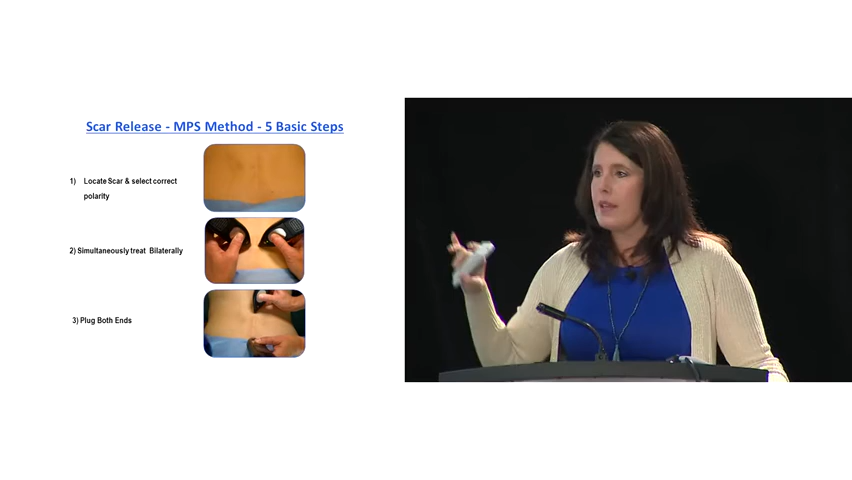 Scar Release - MPS Method - 5 Basic Steps
1) Locate Scar & select correct
polarity
2) Simultaneously treat Bilaterally
3) Plug Both Ends